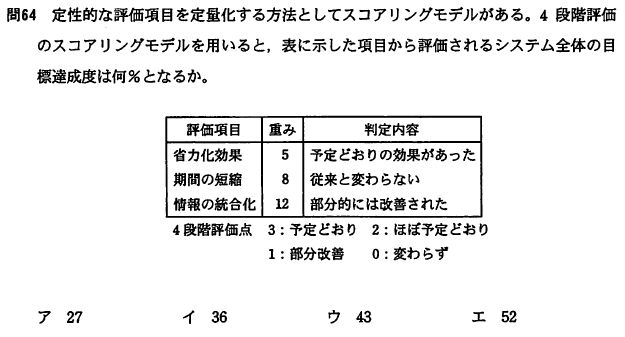 問64 定性的な評価項目を定量化する方法としてスコアリングモデルがある。4 段階評価
のスコアリングモデルを用いると，表に示した項目から評価されるシステム全体の目
標達成度は何％となるか。
評価項目 重み 判定内容
省力化効果 5 予定どおりの効果があった
期間の短縮 8 従来と変わらない
情報の統合化 12 部分的には改善された
4 段階評価点 3：予定どおり 2：ほぼ予定どおり
1：部分改善 0：変わらず
ア 27 イ 36 ウ 43 エ 52